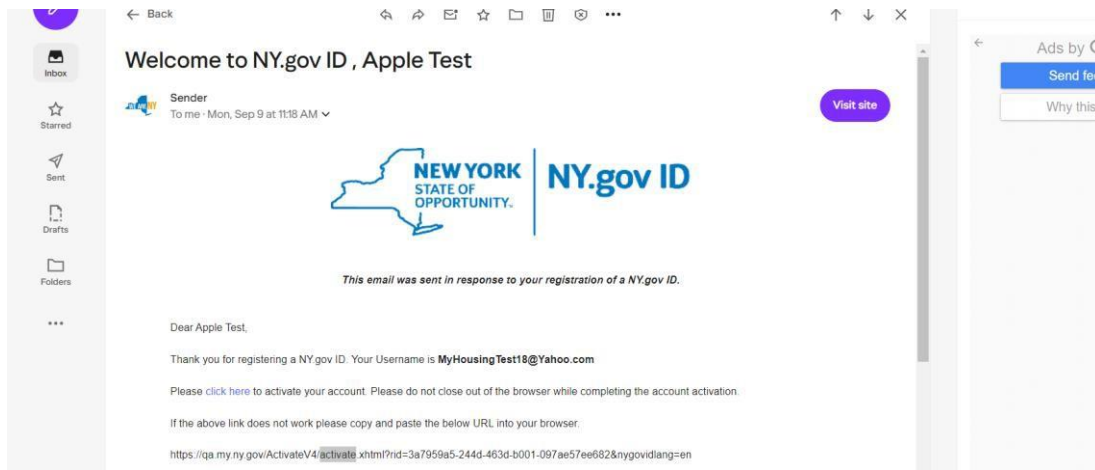 Back
Inbox
Starred
Sent
Drafts
Folders
Welcome to NY.gov ID , Apple Test
Sender
To me · Mon, Sep 9 at 11:18 AM
Visit site
NEW YORK
STATE OF
OPPORTUNITY.
NY.gov ID
This email was sent in response to your registration of a NY.gov ID.
Dear Apple Test,
Thank you for registering a NY.gov ID. Your Username is MyHousingTest18@Yahoo.com
Please click here to activate your account. Please do not close out of the browser while completing the account activation.
If the above link does not work please copy and paste the below URL into your browser.
https://qa.my.ny.gov/ActivateV4/activate.xhtml?rid=3a7959a5-244d-463d-b001-097ae57ee682&nygovidlang=en
Ads by
Send
Why this